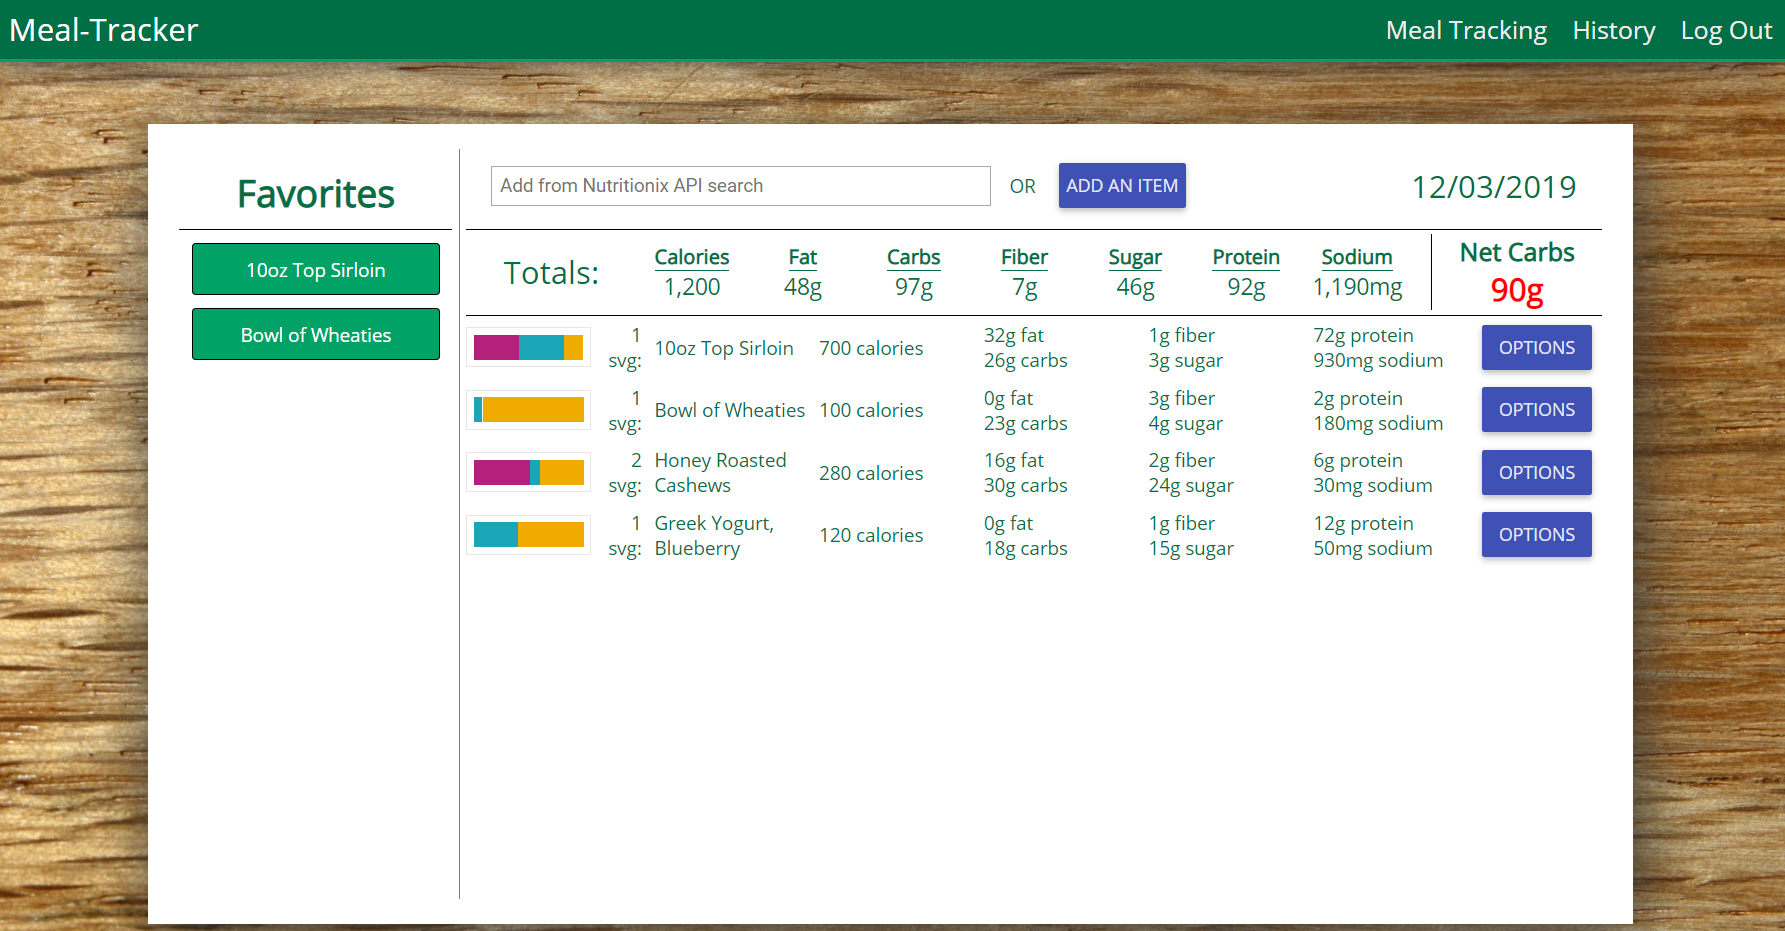 Meal-Tracker
Meal Tracking History Log Out
Favorites
10oz Top Sirloin
Bowl of Wheaties
Add from Nutritionix API search
OR
ADD AN ITEM
12/03/2019
Totals:
Calories Fat Carbs Fiber Sugar Protein Sodium
1,200 48g 97g 7g 46g 92g 1,190mg
Net Carbs
90g
1
svg:
10oz Top Sirloin
700 calories
32g fat
26g carbs
1g fiber
3g sugar
72g protein
930mg sodium
OPTIONS
1
svg:
Bowl of Wheaties
100 calories
0g fat
23g carbs
3g fiber
4g sugar
2g protein
180mg sodium
OPTIONS
2
svg:
Honey Roasted
Cashews
280 calories
16g fat
30g carbs
2g fiber
24g sugar
6g protein
30mg sodium
OPTIONS
1
svg:
Greek Yogurt,
Blueberry
120 calories
0g fat
18g carbs
1g fiber
15g sugar
12g protein
50mg sodium
OPTIONS